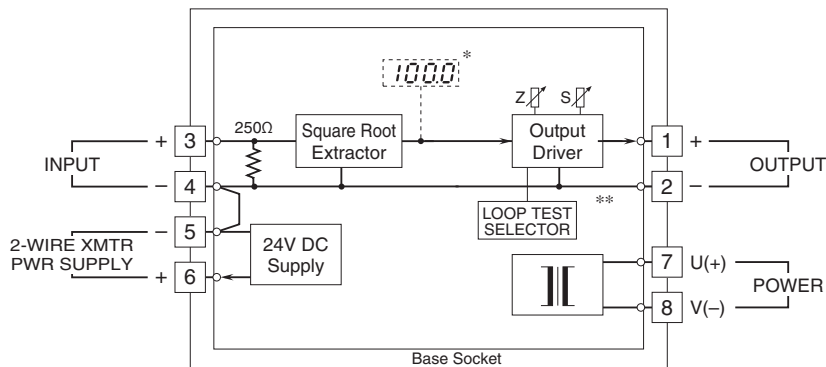 100.0 *
Z S
250Ω
+ 3 Square Root Extractor Output Driver 1 +
INPUT OUTPUT
− 4 2 −
**
LOOP TEST
SELECTOR
− 5
2-WIRE XMTR
PWR SUPPLY
24V DC
Supply
+ 6
7 U(+)
POWER
8 V(−)
Base Socket